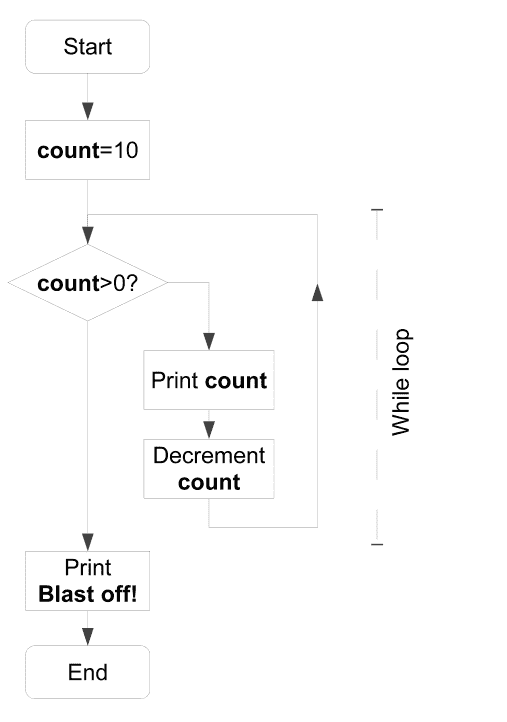 Start
count=10
count>0?
Print count
Decrement
count
While loop
Print
Blast off!
End